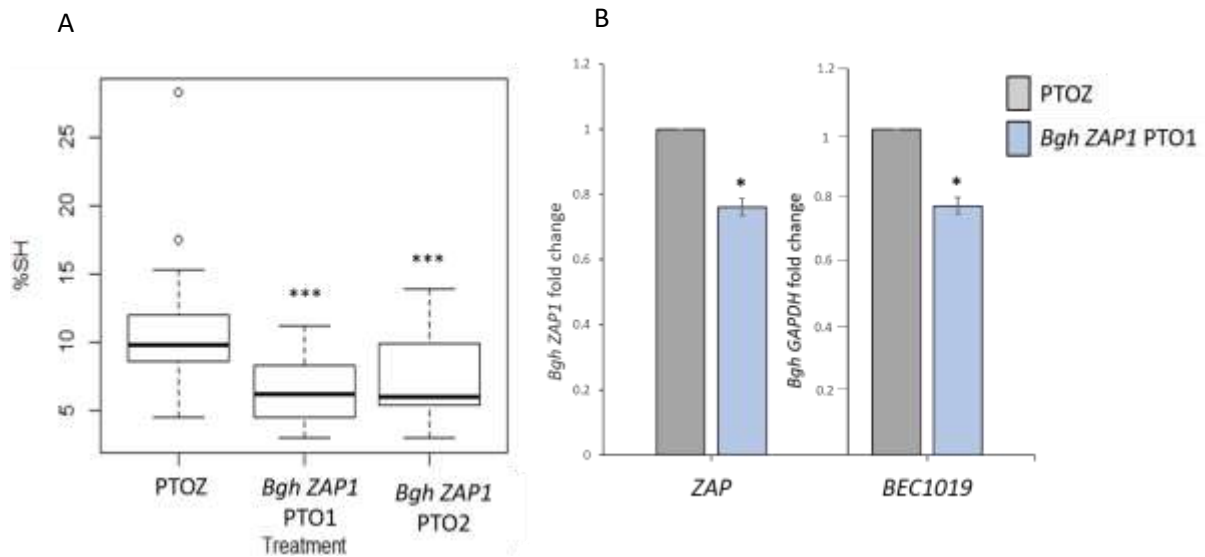 A
%SH
25
20
15
10
5
***
***
PTOZ
Bgh ZAP1
PTO1
Bgh ZAP1
PTO2
Treatment
B
Bgh ZAP1 fold change
1.2
1
0.8
0.6
0.4
0.2
0
*
ZAP
Bgh GAPDH fold change
1.2
1
0.8
0.6
0.4
0.2
0
*
BEC1019
PTOZ
Bgh ZAP1 PTO1